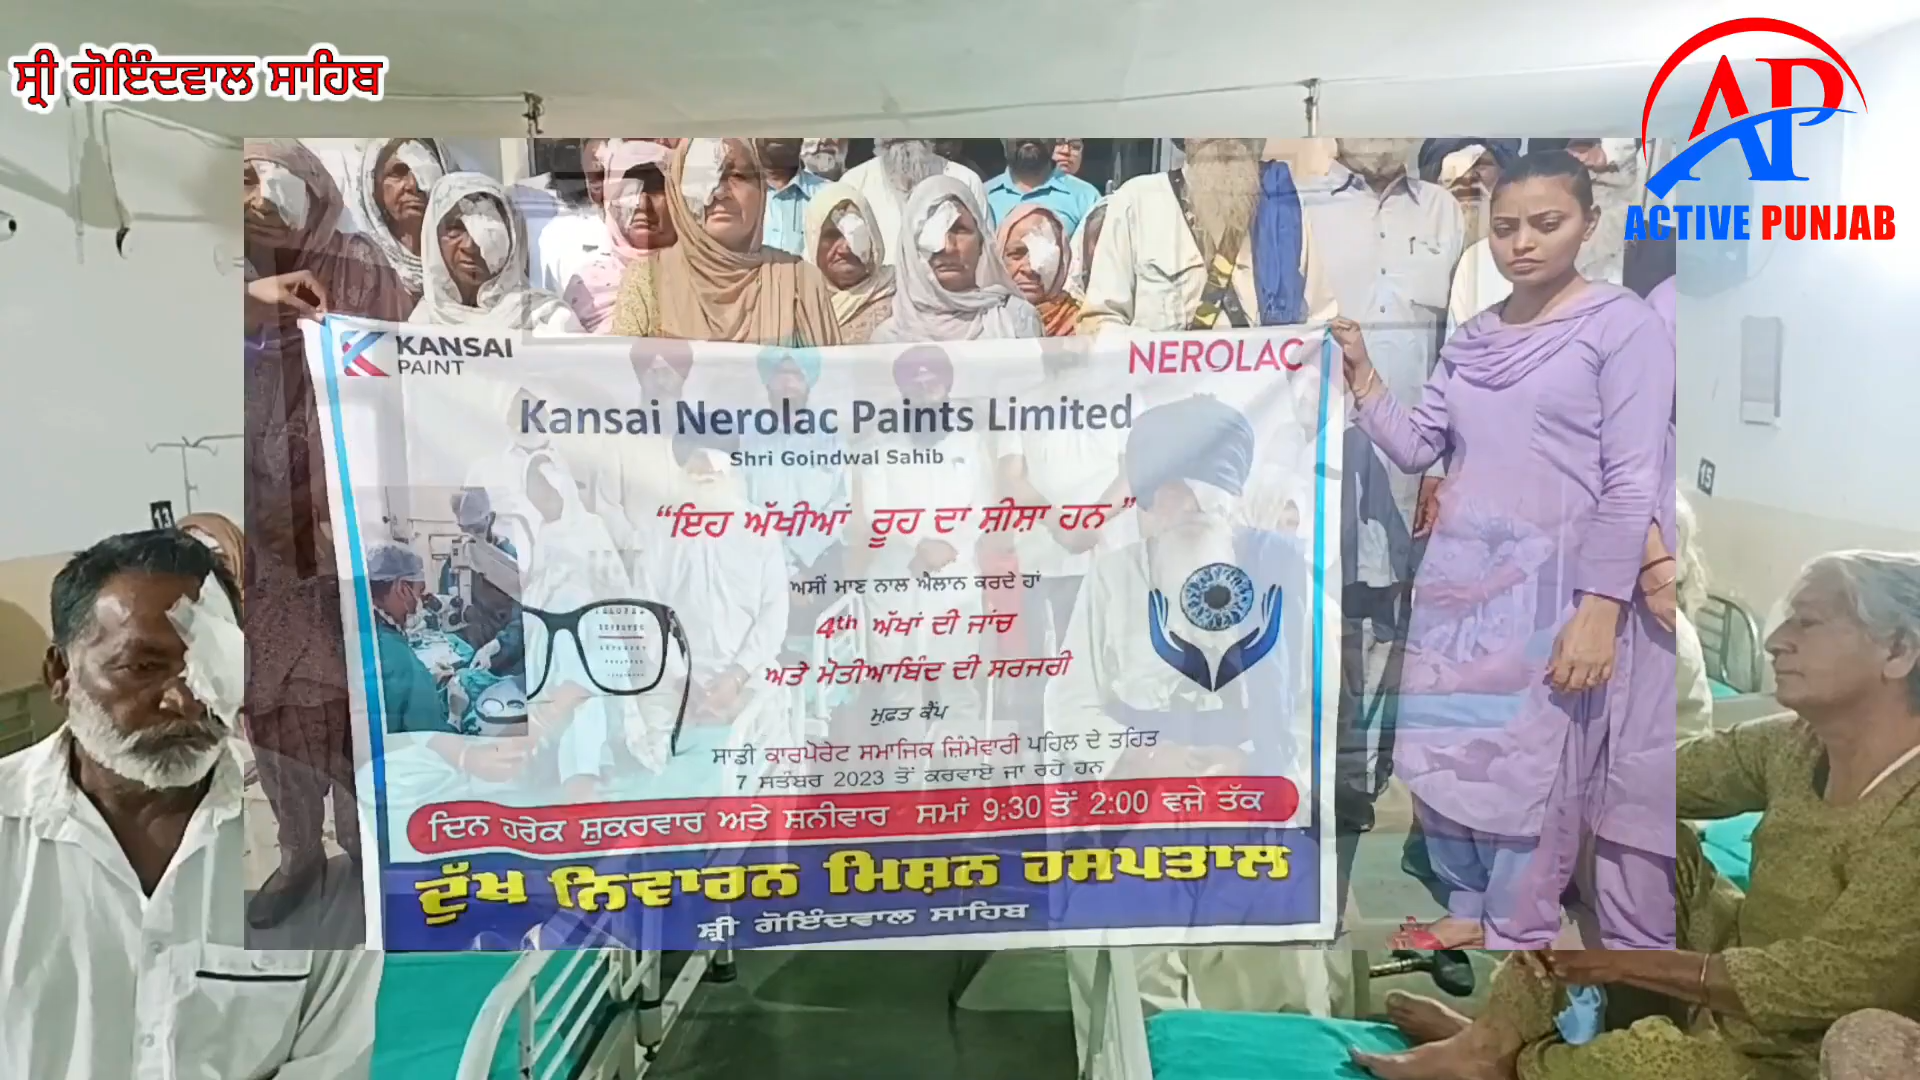 ਸ੍ਰੀ ਗੋਇੰਦਵਾਲ ਸਾਹਿਬ
AP
ACTIVE PUNJAB
KANSAI
PAINT
NEROLAC
Kansai Nerolac Paints Limited
Shri Goindwal Sahib
“ਇਹ ਅੱਖੀਆਂ ਰੂਹ ਦਾ ਸ਼ੀਸ਼ਾ ਹਨ”
ਅਸੀਂ ਮਾਣ ਨਾਲ ਐਲਾਨ ਕਰਦੇ ਹਾਂ
4th ਅੱਖਾਂ ਦੀ ਜਾਂਚ
ਅਤੇ ਮੋਤੀਆਬਿੰਦ ਦੀ ਸਰਜਰੀ
ਮੁਫ਼ਤ ਕੈਂਪ
ਸਾਡੀ ਕਾਰਪੋਰੇਟ ਸਮਾਜਿਕ ਜ਼ਿੰਮੇਵਾਰੀ ਪਹਿਲ ਦੇ ਤਹਿਤ
7 ਸਤੰਬਰ 2023 ਤੋਂ ਕਰਵਾਏ ਜਾ ਰਹੇ ਹਨ
ਦਿਨ ਹਰੇਕ ਸ਼ੁਕਰਵਾਰ ਅਤੇ ਸ਼ਨੀਵਾਰ ਸਮਾਂ 9:30 ਤੋਂ 2:00 ਵਜੇ ਤੱਕ
ਦੁੱਖ ਨਿਵਾਰਨ ਮਿਸ਼ਨ ਹਸਪਤਾਲ
ਸ਼੍ਰੀ ਗੋਇੰਦਵਾਲ ਸਾਹਿਬ
13
15